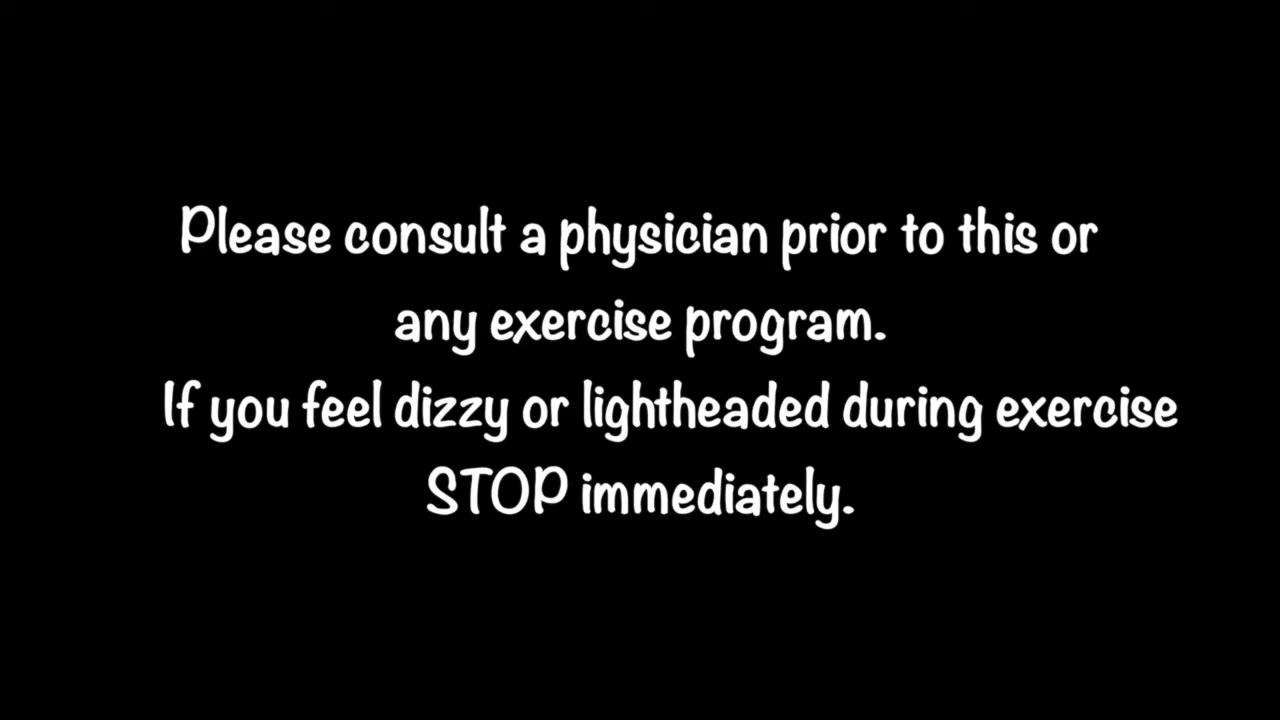 Please consult a physician prior to this or
any exercise program.
If you feel dizzy or lightheaded during exercise
STOP immediately.